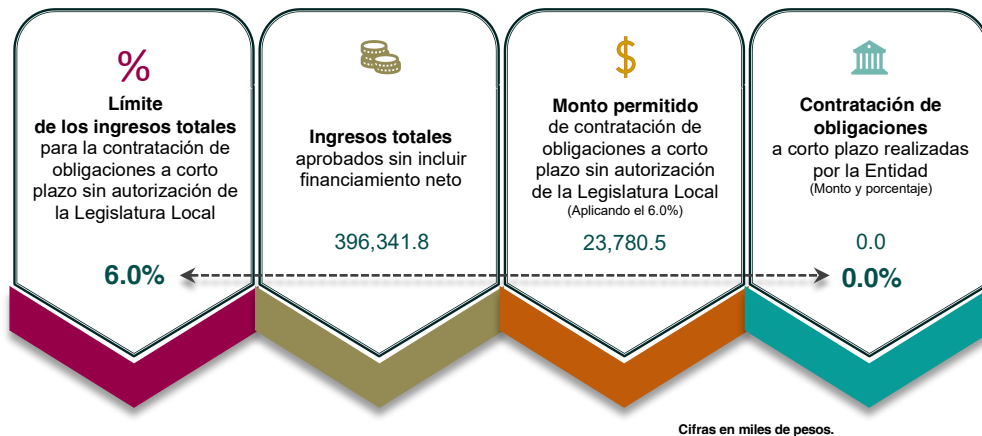 %
Límite
de los ingresos totales
para la contratación de
obligaciones a corto
plazo sin autorización de
la Legislatura Local
6.0%
Ingresos totales
aprobados sin incluir
financiamiento neto
396,341.8
$
Monto permitido
de contratación de
obligaciones a corto
plazo sin autorización
de la Legislatura Local
(Aplicando el 6.0%)
23,780.5
Contratación de
obligaciones
a corto plazo realizadas
por la Entidad
(Monto y porcentaje)
0.0
0.0%
Cifras en miles de pesos.